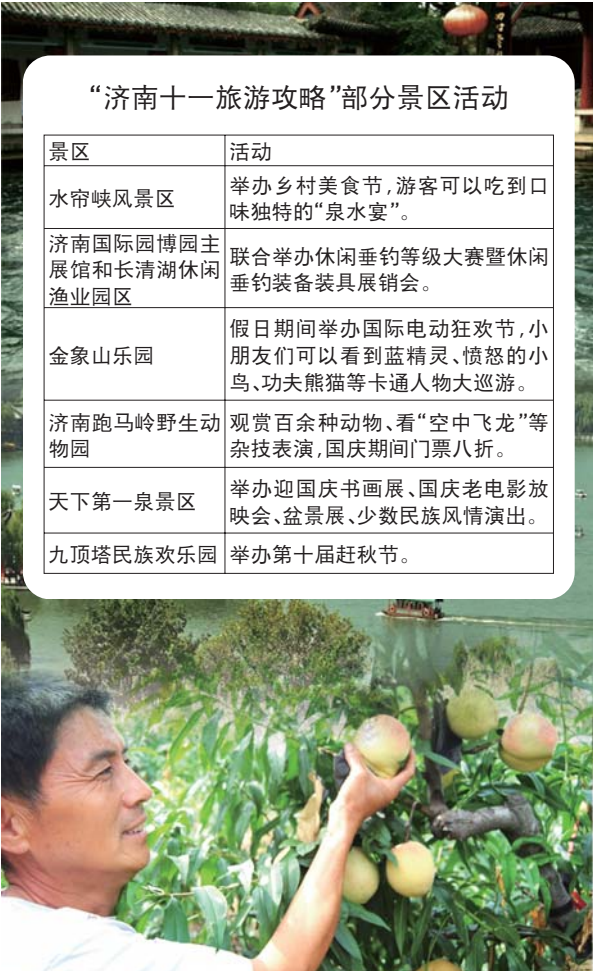 “济南十一旅游攻略”部分景区活动
景区
活动
水帘峡风景区
举办乡村美食节，游客可以吃到口
味独特的“泉水宴”。
济南国际园博园主
展馆和长清湖休闲
渔业园区
联合举办休闲垂钓等级大赛暨休闲
垂钓装备装具展销会。
金象山乐园
假日期间举办国际电动狂欢节，小
朋友们可以看到蓝精灵、愤怒的小
鸟、功夫熊猫等卡通人物大巡游。
济南跑马岭野生动
物园
观赏百余种动物、看“空中飞龙”等
杂技表演，国庆期间门票八折。
天下第一泉景区
举办迎国庆书画展、国庆老电影放
映会、盆景展、少数民族风情演出。
九顶塔民族欢乐园
举办第十届赶秋节。